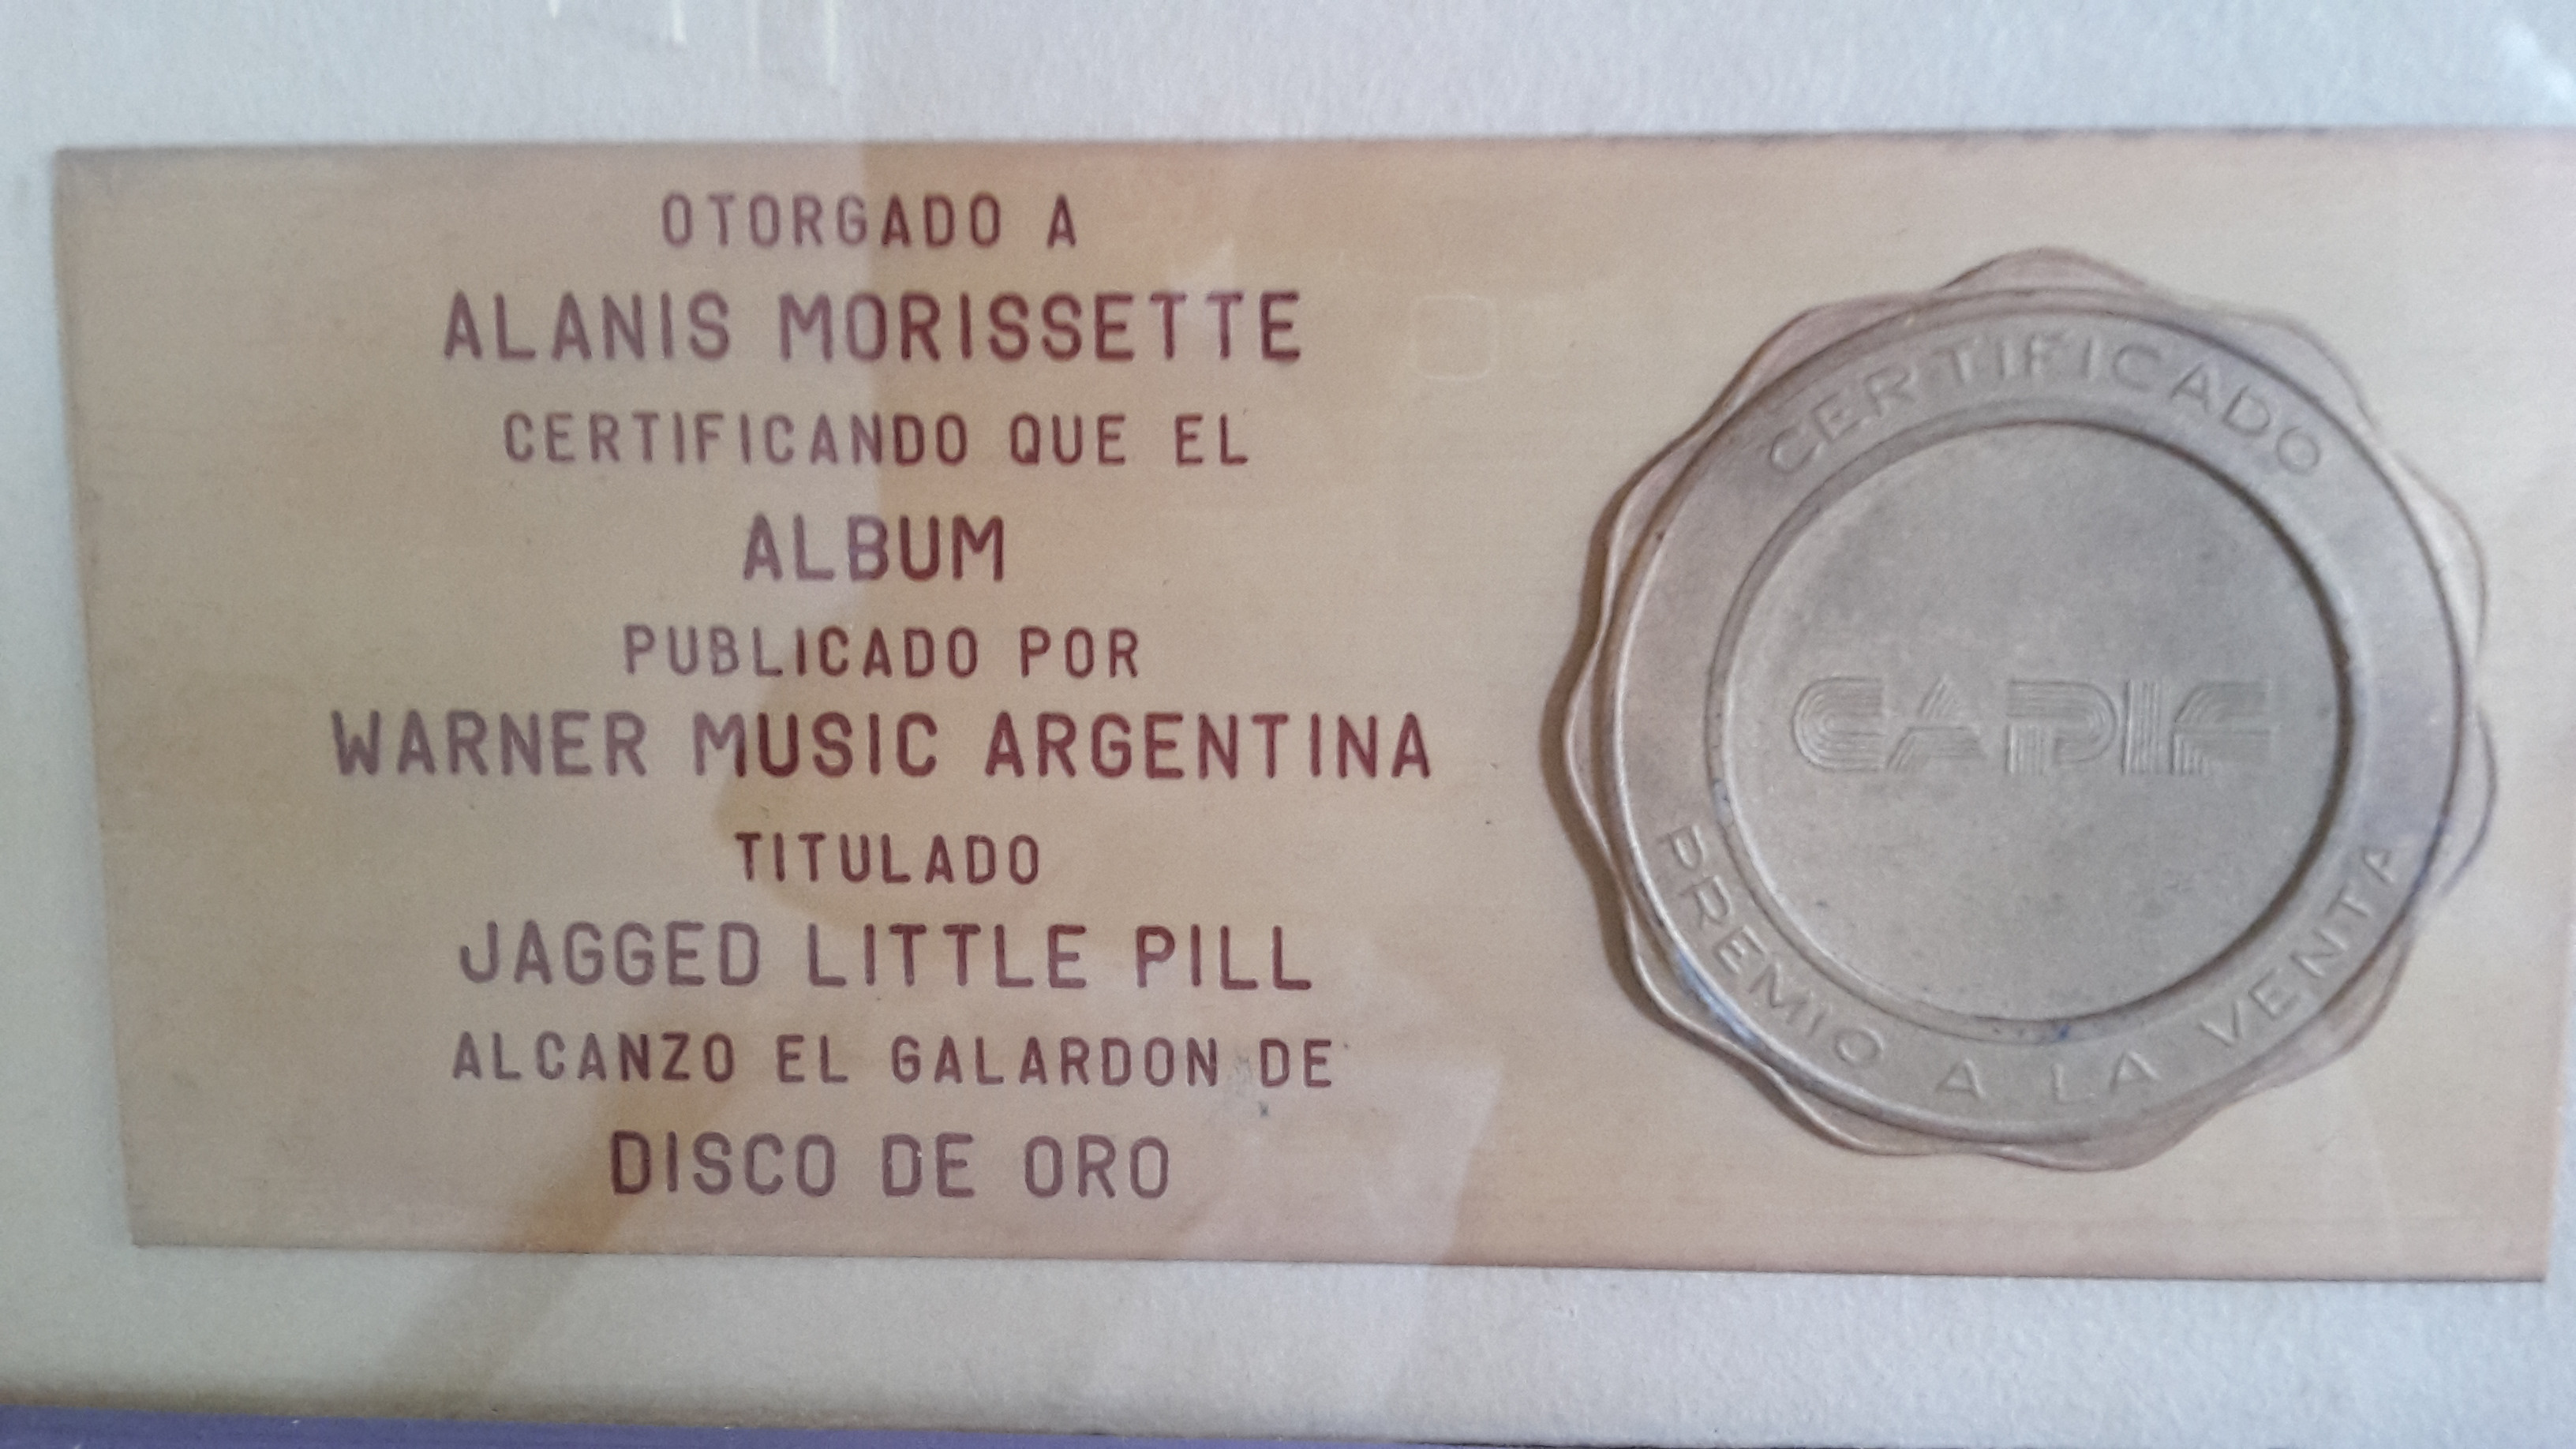 OTORGADO A
ALANIS MORISSETTE
CERTIFICANDO QUE EL
ALBUM
PUBLICADO POR
WARNER MUSIC ARGENTINA
TITULADO
JAGGED LITTLE PILL
ALCANZO EL GALARDON DE
DISCO DE ORO
CERTIFICADO
CAPIF
PREMIO A LA VENTA